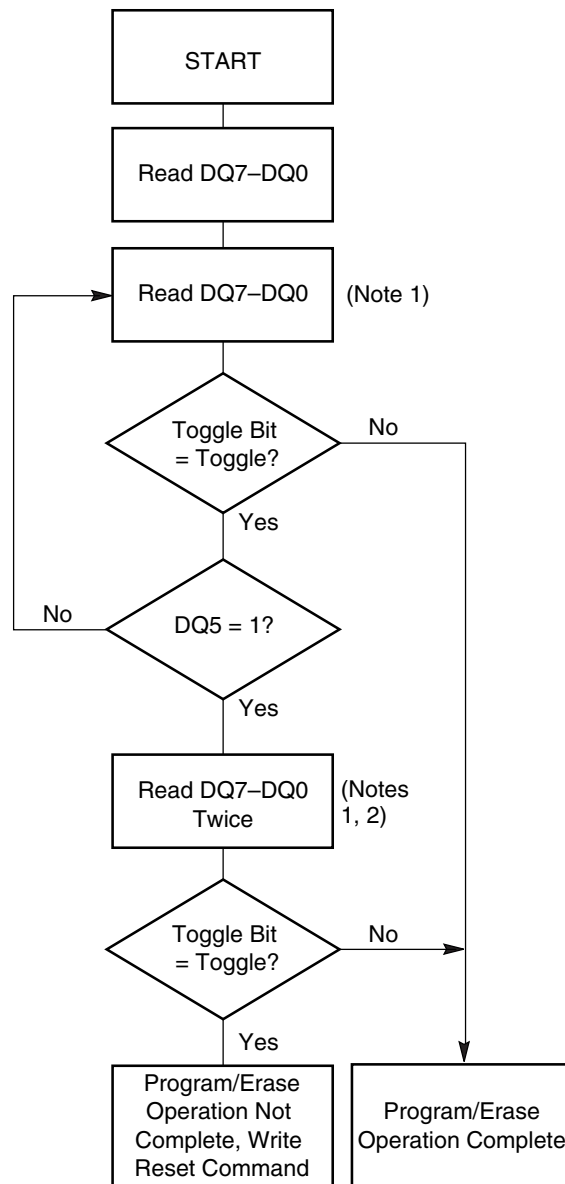 START
Read DQ7–DQ0
Read DQ7–DQ0
(Note 1)
Toggle Bit
= Toggle?
No
Yes
No
DQ5 = 1?
Yes
Read DQ7–DQ0
Twice
(Notes
1, 2)
Toggle Bit
= Toggle?
No
Yes
Program/Erase
Operation Not
Complete, Write
Reset Command
Program/Erase
Operation Complete